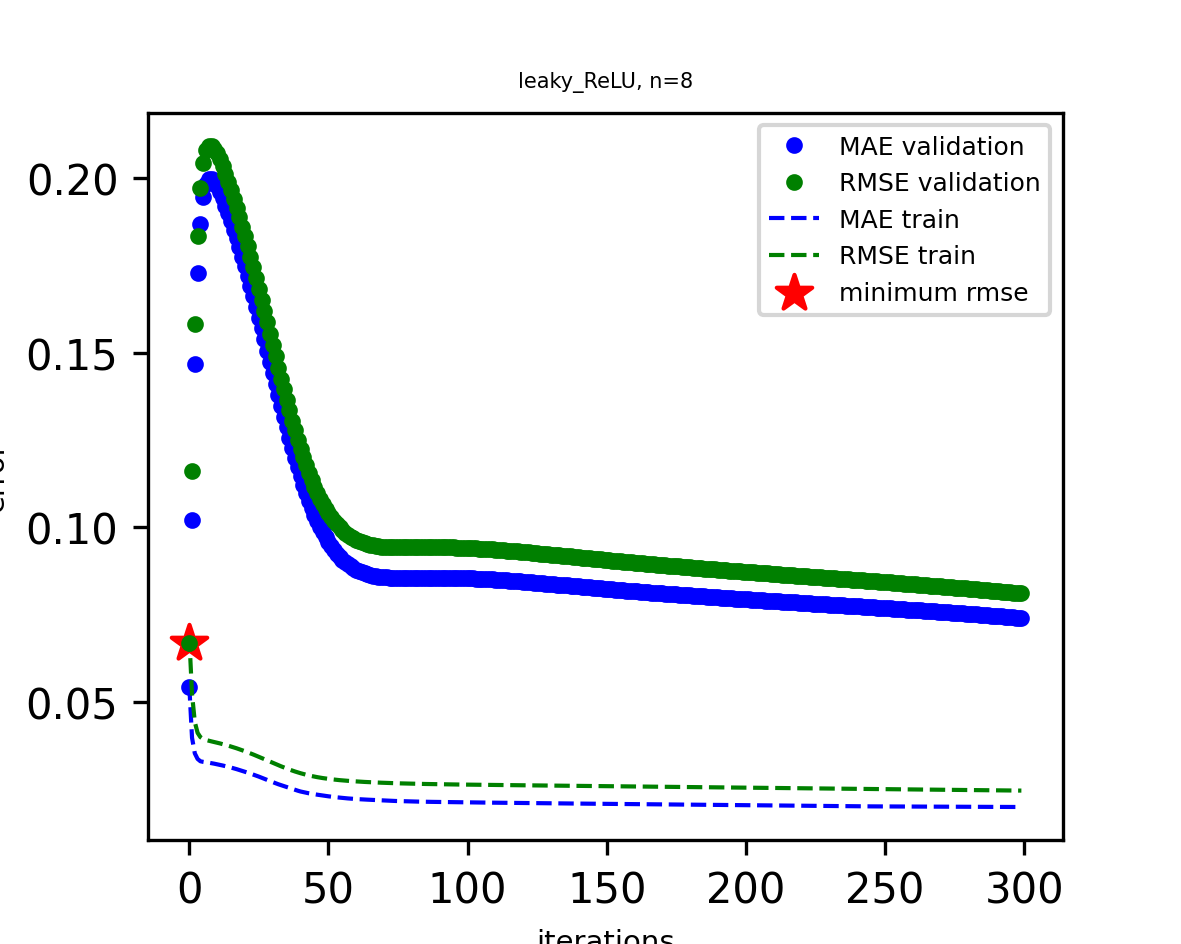 leaky_ReLU, n=8
MAE validation
RMSE validation
MAE train
RMSE train
minimum rmse
0.20
0.15
0.10
0.05
0 50 100 150 200 250 300
iterations